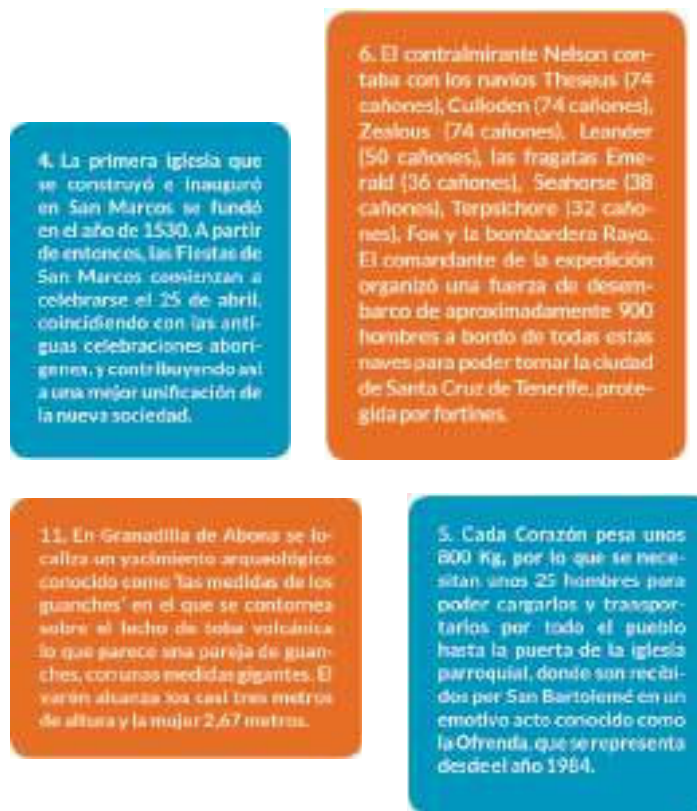 4. La primera iglesia que
se construyó e inauguró
en San Marcos se fundó
en el año de 1530. A partir
de entonces, las Fiestas de
San Marcos comienzan a
celebrarse el 25 de abril,
coincidiendo con las anti-
guas celebraciones aborí-
genes, y contribuyendo así
a una mejor unificación de
la nueva sociedad.
6. El contralmirante Nelson con-
taba con los navíos Theseus (74
cañones), Culloden (74 cañones),
Zealous (74 cañones), Leander
(50 cañones), las fragatas Eme-
rald (36 cañones), Seahorse (38
cañones), Terpsichore (32 caño-
nes), Fox y la bombardera Rayo.
El comandante de la expedición
organizó una fuerza de desem-
barco de aproximadamente 900
hombres a bordo de todas estas
naves para poder tomar la ciudad
de Santa Cruz de Tenerife, prote-
gida por fortines.
11. En Granadilla de Abona se lo-
caliza un yacimiento arqueológico
conocido como 'las medidas de los
guanches' en el que se contornea
sobre el lecho de toba volcánica
lo que parece una pareja de guan-
ches, con unas medidas gigantes. El
varón alcanza los casi tres metros
de altura y la mujer 2,67 metros.
5. Cada Corazón pesa unos
800 Kg, por lo que se nece-
sitan unos 25 hombres para
poder cargarlos y transpor-
tarlos por todo el pueblo
hasta la puerta de la iglesia
parroquial, donde son recibi-
dos por San Bartolomé en un
emotivo acto conocido como
la Ofrenda, que se representa
desde el año 1984.